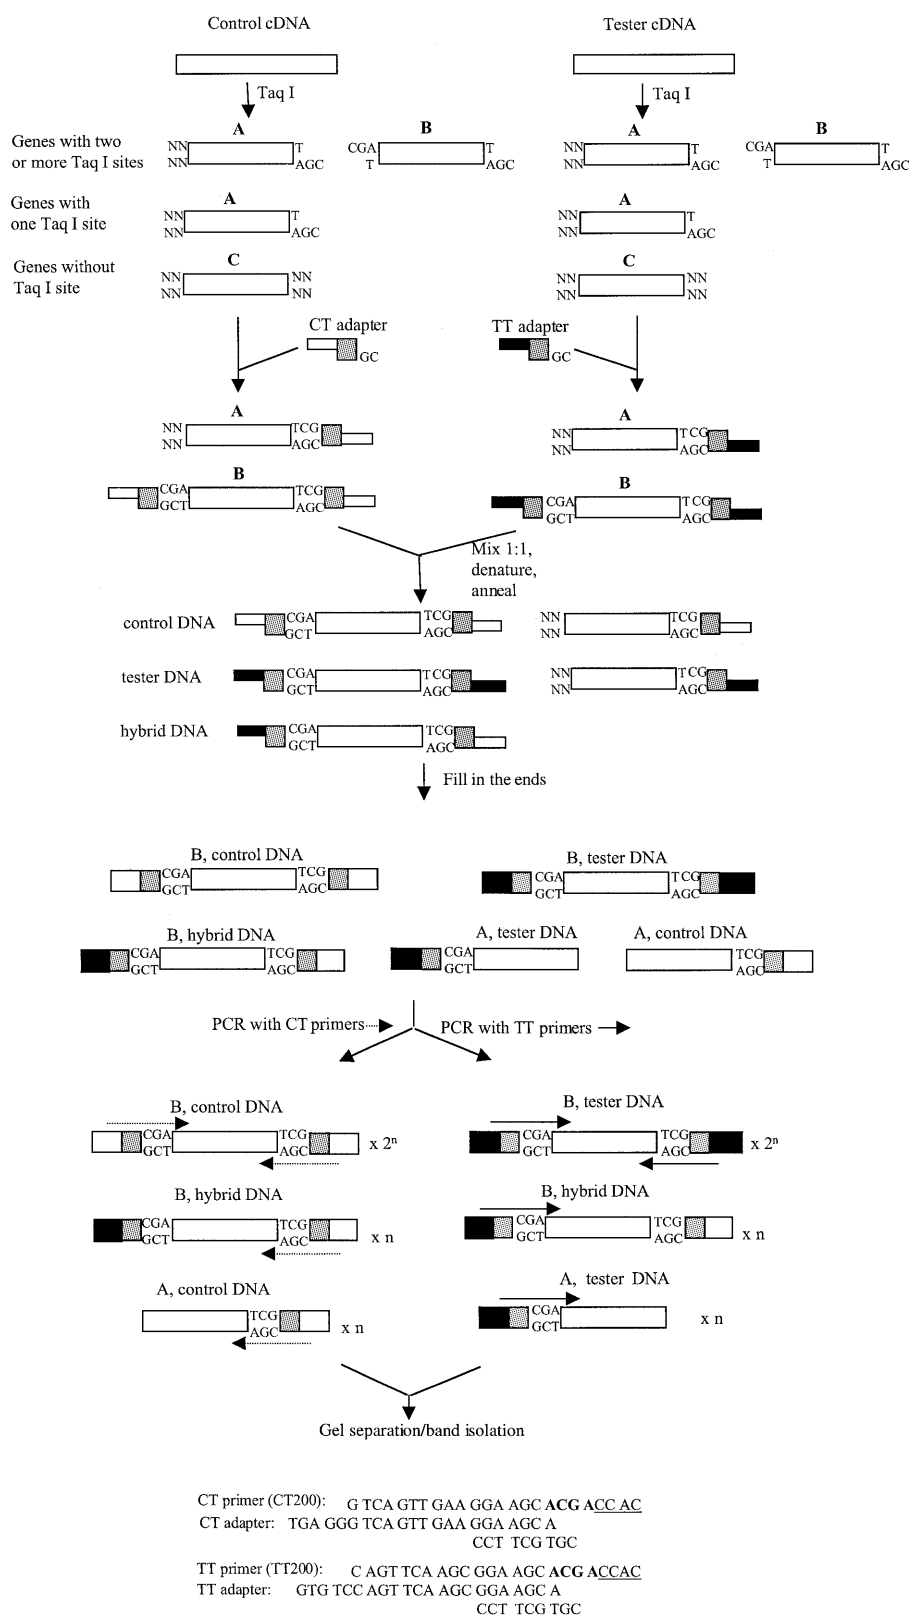 Control cDNA
Tester cDNA
Taq I
Taq I
A
B
A
B
Genes with two
or more Taq I sites
NN
NN
T
AGC
CGA
T
T
AGC
NN
NN
T
AGC
CGA
T
T
AGC
Genes with
one Taq I site
A
A
NN
NN
T
AGC
NN
NN
T
AGC
Genes without
Taq I site
C
C
NN
NN
NN
NN
NN
NN
NN
NN
CT adapter
GC
TT adapter
GC
A
NN
NN
TCG
AGC
A
NN
NN
TCG
AGC
B
CGA
GCT
TCG
AGC
B
CGA
GCT
TCG
AGC
Mix 1:1,
denature,
anneal
control DNA
CGA
GCT
TCG
AGC
NN
NN
TCG
AGC
tester DNA
CGA
GCT
TCG
AGC
NN
NN
TCG
AGC
hybrid DNA
CGA
GCT
TCG
AGC
Fill in the ends
B, control DNA
CGA
GCT
TCG
AGC
B, tester DNA
CGA
GCT
TCG
AGC
B, hybrid DNA
CGA
GCT
TCG
AGC
A, tester DNA
CGA
GCT
A, control DNA
TCG
AGC
PCR with CT primers
PCR with TT primers
B, control DNA
CGA
GCT
TCG
AGC
x 2ⁿ
B, tester DNA
CGA
GCT
TCG
AGC
x 2ⁿ
B, hybrid DNA
CGA
GCT
TCG
AGC
x n
B, hybrid DNA
CGA
GCT
TCG
AGC
x n
A, control DNA
TCG
AGC
x n
A, tester DNA
CGA
GCT
x n
Gel separation/band isolation
CT primer (CT200): G TCA GTT GAA GGA AGC ACG ACC AC
CT adapter: TGA GGG TCA GTT GAA GGA AGC A
CCT TCG TGC
TT primer (TT200): C AGT TCA AGC GGA AGC ACG ACCAC
TT adapter: GTG TCC AGT TCA AGC GGA AGC A
CCT TCG TGC